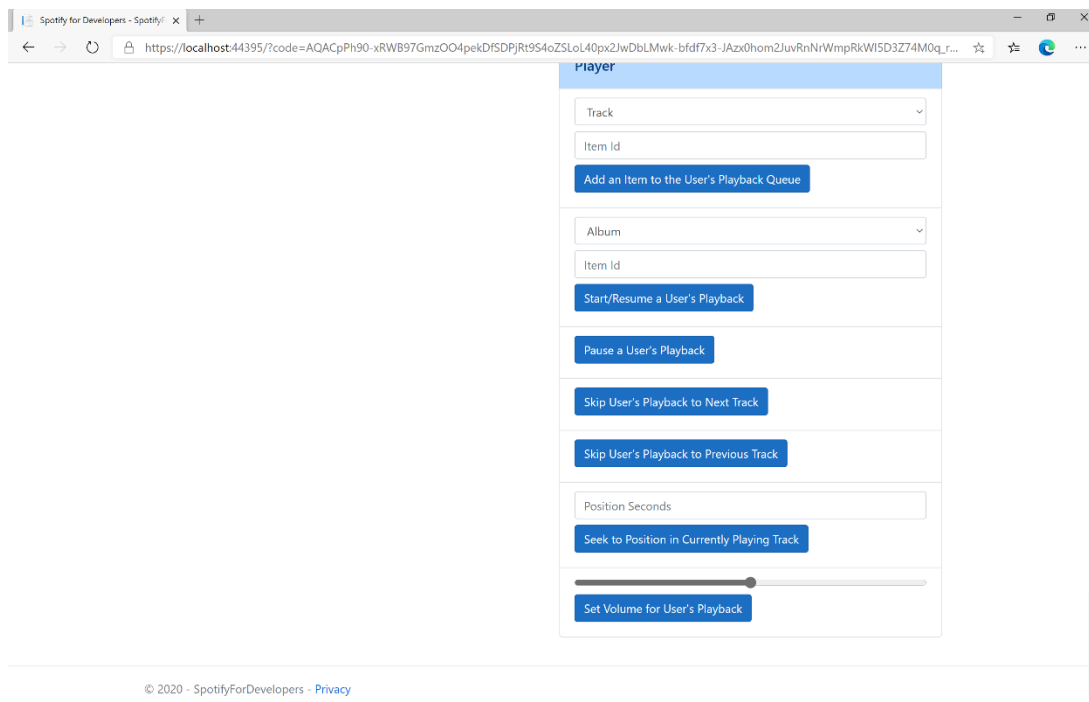 Spotify for Developers - Spotify
https://localhost:44395/?code=AQACpPh90-xRWB97GmzOO4pekDfSDPjRt9S4oZSLoL40px2JwDbLMwk-bfdf7x3-JAzx0hom2JuvRnNrWmpRkWI5D3Z74M0q_r...
Player
Track
Item Id
Add an Item to the User's Playback Queue
Album
Item Id
Start/Resume a User's Playback
Pause a User's Playback
Skip User's Playback to Next Track
Skip User's Playback to Previous Track
Position Seconds
Seek to Position in Currently Playing Track
Set Volume for User's Playback
© 2020 - SpotifyForDevelopers - Privacy